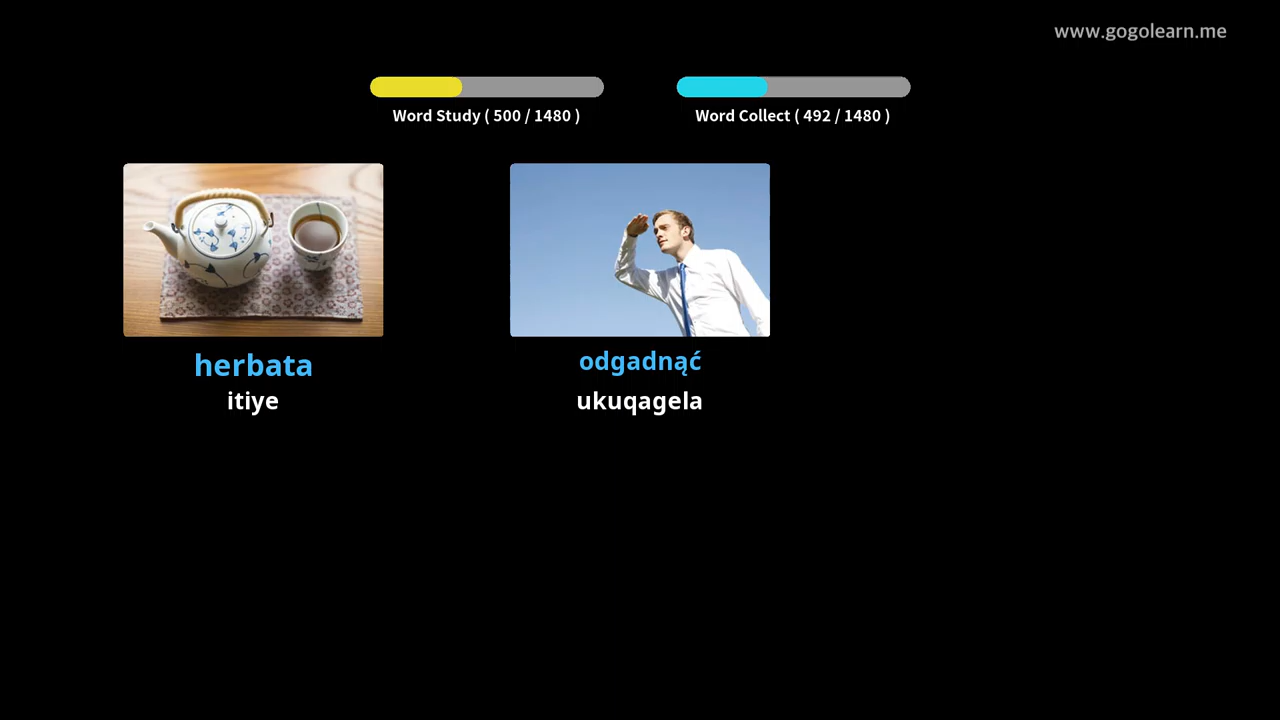 www.gogolearn.me
Word Study ( 500 / 1480 )
Word Collect ( 492 / 1480 )
herbata
itiye
odgadnąć
ukuqagela